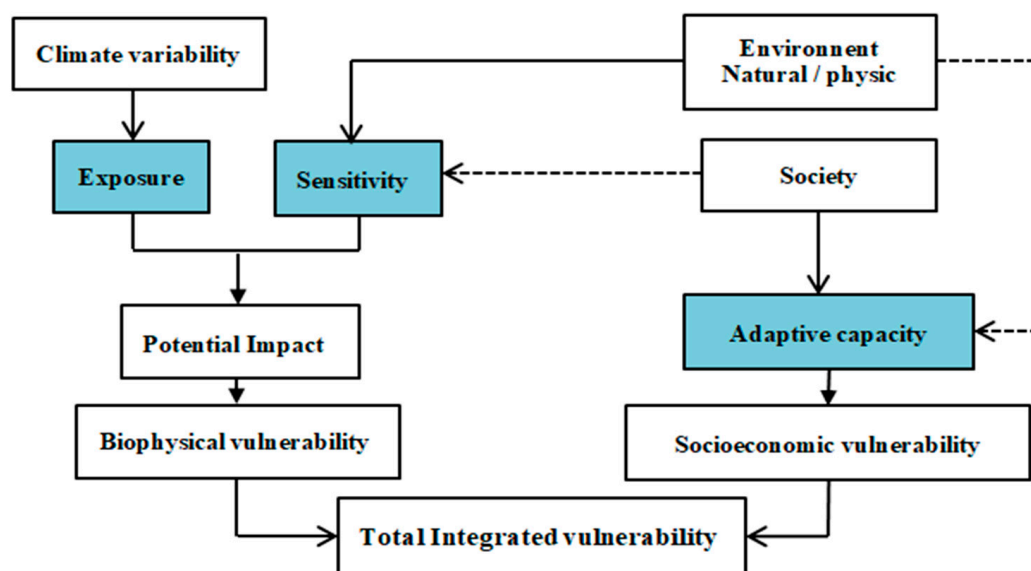 Climate variability
Environnent
Natural / physic
Exposure
Sensitivity
Society
Potential Impact
Adaptive capacity
Biophysical vulnerability
Socioeconomic vulnerability
Total Integrated vulnerability